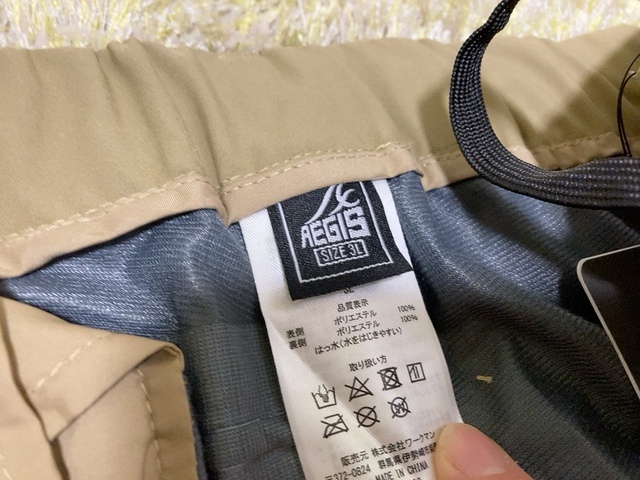 AEGIS
SIZE 3L
3L
品質表示
表側 ポリエステル 100%
裏側 ポリエステル 100%
はっ水(水をはじきやすい)
取り扱い方
販売元 株式会社ワークマン
〒372-0824 群馬県伊勢崎
MADE IN CHINA